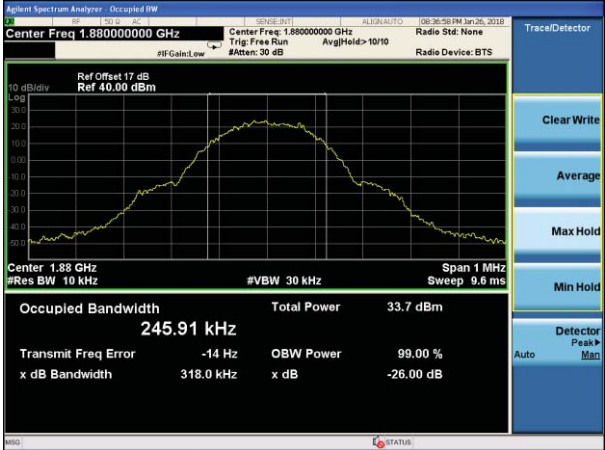 Agilent Spectrum Analyzer - Occupied BW
RF 50 Ω AC SENSE:INT ALIGNAUTO 08:36:58 PM Jan 26, 2018
Center Freq 1.880000000 GHz Center Freq: 1.880000000 GHz Radio Std: None
Trig: Free Run Avg|Hold:>10/10
#IFGain:Low #Atten: 30 dB Radio Device: BTS
Trace/Detector
Ref Offset 17 dB
10 dB/div Ref 40.00 dBm
Log
30.0
20.0
10.0
0.00
-10.0
-20.0
-30.0
-40.0
-50.0
Center 1.88 GHz Span 1 MHz
#Res BW 10 kHz #VBW 30 kHz Sweep 9.6 ms
Occupied Bandwidth Total Power 33.7 dBm
245.91 kHz
Transmit Freq Error -14 Hz OBW Power 99.00 %
x dB Bandwidth 318.0 kHz x dB -26.00 dB
Clear Write
Average
Max Hold
Min Hold
Detector
Peak▶
Auto Man
MSG STATUS